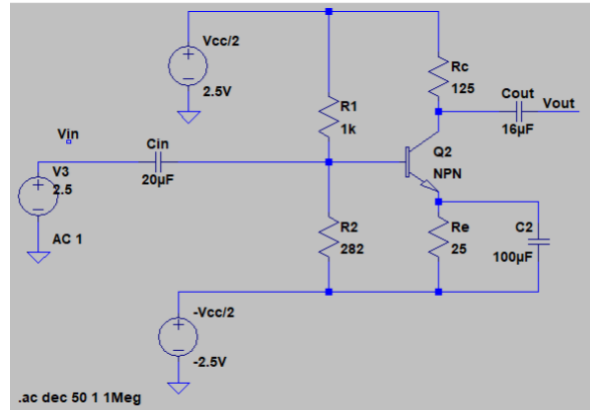 Vcc/2
2.5V
Rc
125
Cout
16µF
Vout
R1
1k
Vin
Cin
20µF
Q2
NPN
V3
2.5
AC 1
R2
282
Re
25
C2
100µF
-Vcc/2
-2.5V
.ac dec 50 1 1Meg